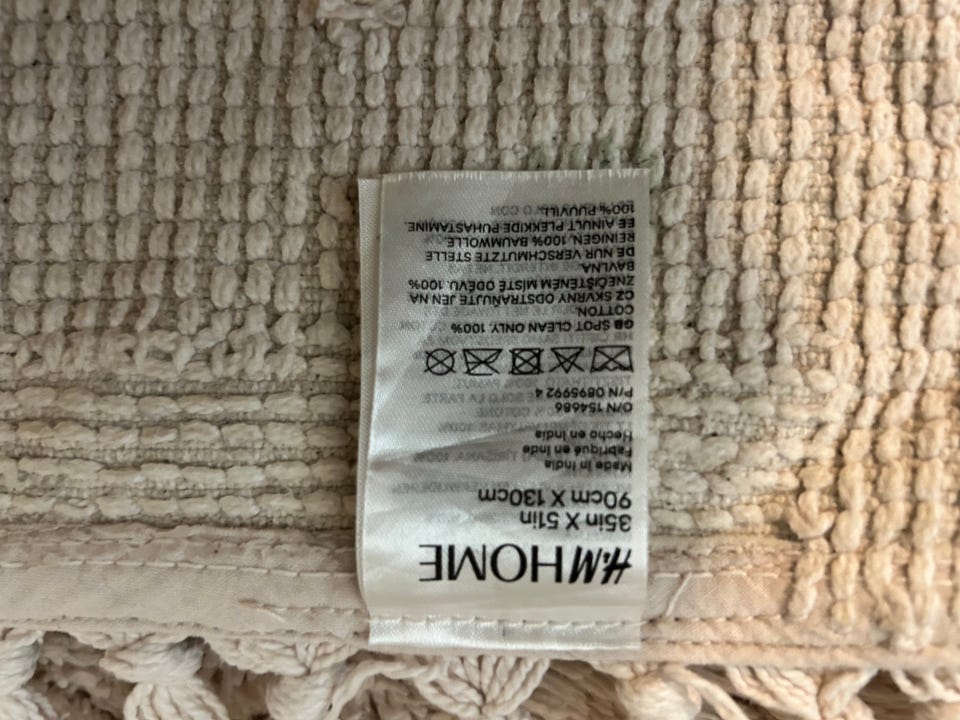 H&M HOME
35in X 51in
90cm X 130cm
Made in India
Fabriqué en Inde
Hecho en India
O/N 154686
P/N 0895992 4
GB SPOT CLEAN ONLY. 100%
COTTON.
CZ SKVRNY ODSTRAŇUJTE JEN NA
ZNEČIŠTĚNÉM MÍSTĚ ODĚVU. 100%
BAVLNA.
DE NUR VERSCHMUTZTE STELLE
REINIGEN. 100% BAUMWOLLE
EE AINULT PLEKKIDE PUHASTAMINE.
100% PUUVILL.